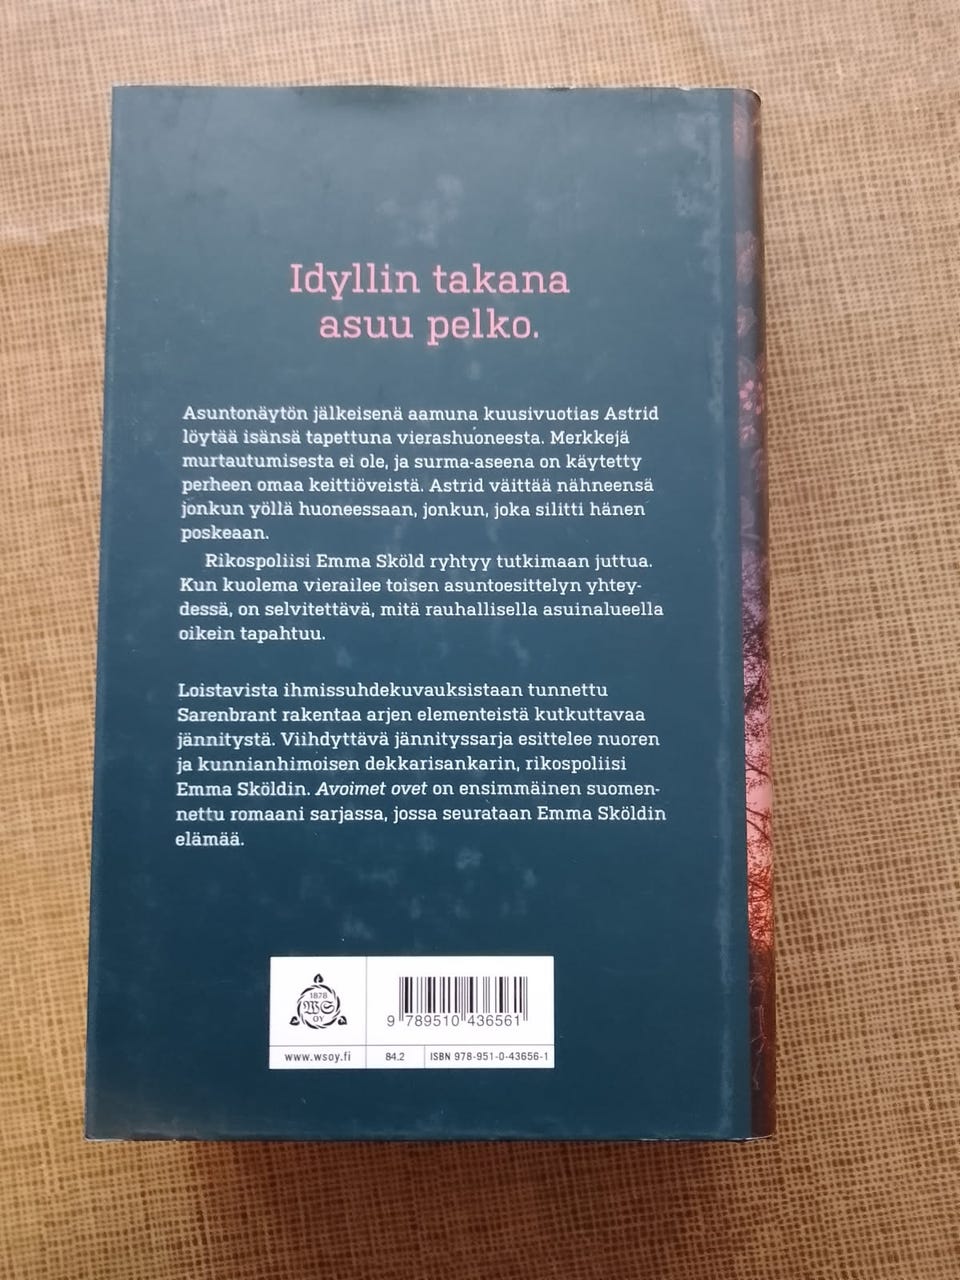 Idyllin takana
asuu pelko.
Asuntonäytön jälkeisenä aamuna kuusivuotias Astrid
löytää isänsä tapettuna vierashuoneesta. Merkkejä
murtautumisesta ei ole, ja surma-aseena on käytetty
perheen omaa keittiöveistä. Astrid väittää nähneensä
jonkun yöllä huoneessaan, jonkun, joka silitti hänen
poskeaan.
Rikospoliisi Emma Sköld ryhtyy tutkimaan juttua.
Kun kuolema vierailee toisen asuntoesittelyn yhtey-
dessä, on selvitettävä, mitä rauhallisella asuinalueella
oikein tapahtuu.
Loistavista ihmissuhdekuvauksistaan tunnettu
Sarenbrant rakentaa arjen elementeistä kutkuttavaa
jännitystä. Viihdyttävä jännityssarja esittelee nuoren
ja kunnianhimoisen dekkarisankarin, rikospoliisi
Emma Sköldin. Avoimet ovet on ensimmäinen suomen-
nettu romaani sarjassa, jossa seurataan Emma Sköldin
elämää.
1878
WS
OY
9 789510 436561
www.wsoy.fi 84.2 ISBN 978-951-0-43656-1